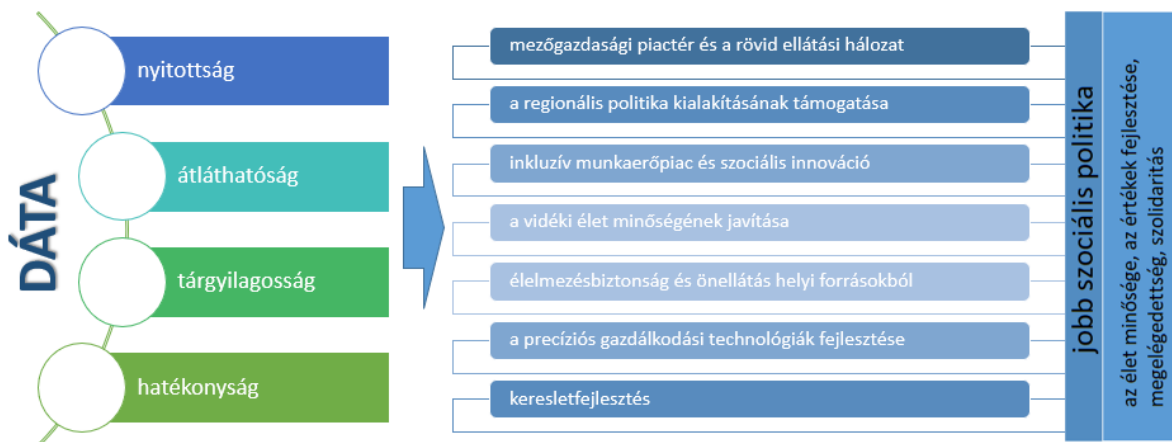 DÁTA
nyitottság
átláthatóság
tárgyilagosság
hatékonyság
mezőgazdasági piactér és a rövid ellátási hálozat
a regionális politika kialakításának támogatása
inkluzív munkaerőpiac és szociális innováció
a vidéki élet minőségének javítása
élelmezésbiztonság és önellátás helyi forrásokból
a precíziós gazdálkodási technológiák fejlesztése
keresletfejlesztés
jobb szociális politika
az élet minősége, az értékek fejlesztése,
megelégedettség, szolidaritás